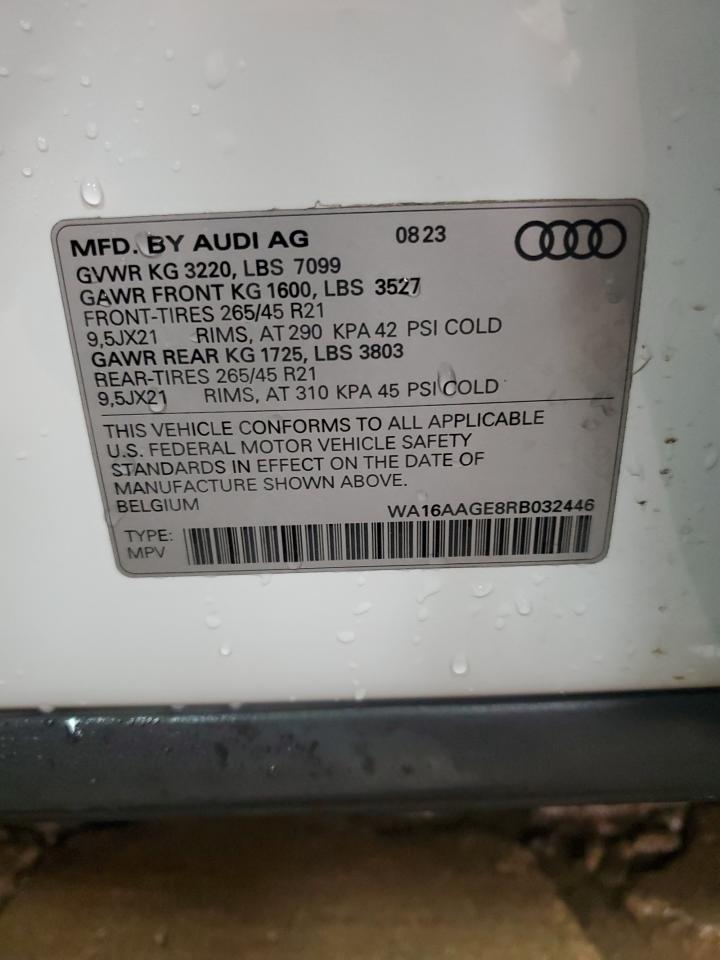 MFD. BY AUDI AG 08 23
GVWR KG 3220, LBS 7099
GAWR FRONT KG 1600, LBS 3527
FRONT-TIRES 265/45 R21
9,5JX21 RIMS, AT 290 KPA 42 PSI COLD
GAWR REAR KG 1725, LBS 3803
REAR-TIRES 265/45 R21
9,5JX21 RIMS, AT 310 KPA 45 PSI COLD
THIS VEHICLE CONFORMS TO ALL APPLICABLE
U.S. FEDERAL MOTOR VEHICLE SAFETY
STANDARDS IN EFFECT ON THE DATE OF
MANUFACTURE SHOWN ABOVE.
BELGIUM WA16AAGE8RB032446
TYPE:
MPV